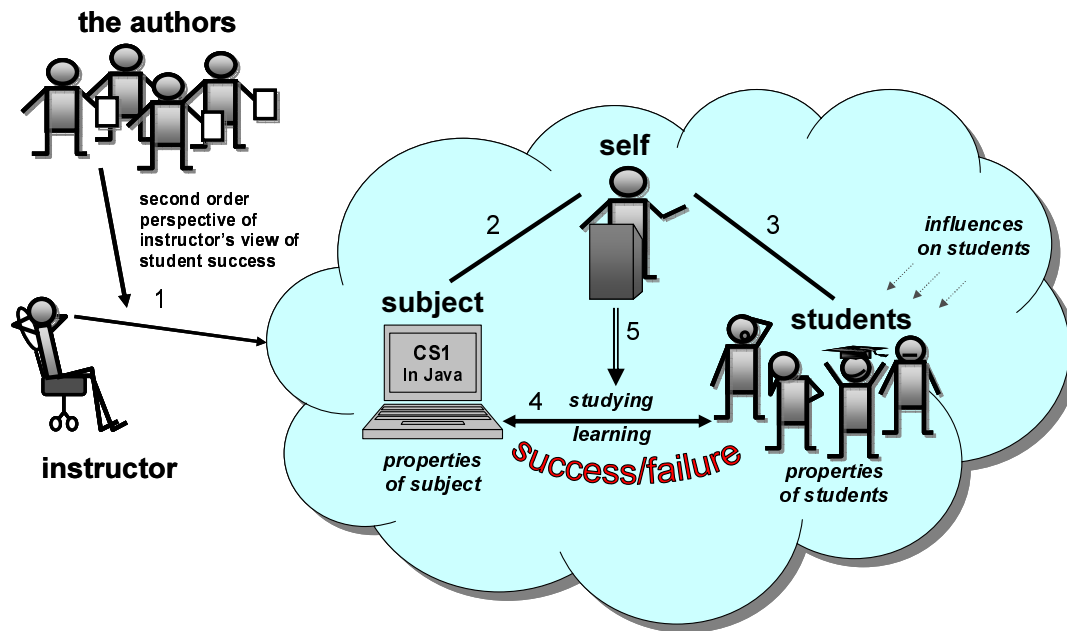 the authors
second order
perspective of
instructor's view of
student success
1
instructor
self
2
3
influences
on students
subject
CS1
In Java
students
5
4
studying
learning
success/failure
properties
of subject
properties
of students